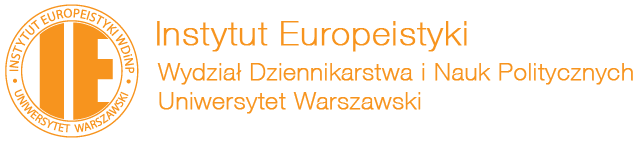 INSTYTUT EUROPEISTYKI WDiNP
IE
UNIWERSYTET WARSZAWSKI
Instytut Europeistyki
Wydział Dziennikarstwa i Nauk Politycznych
Uniwersytet Warszawski